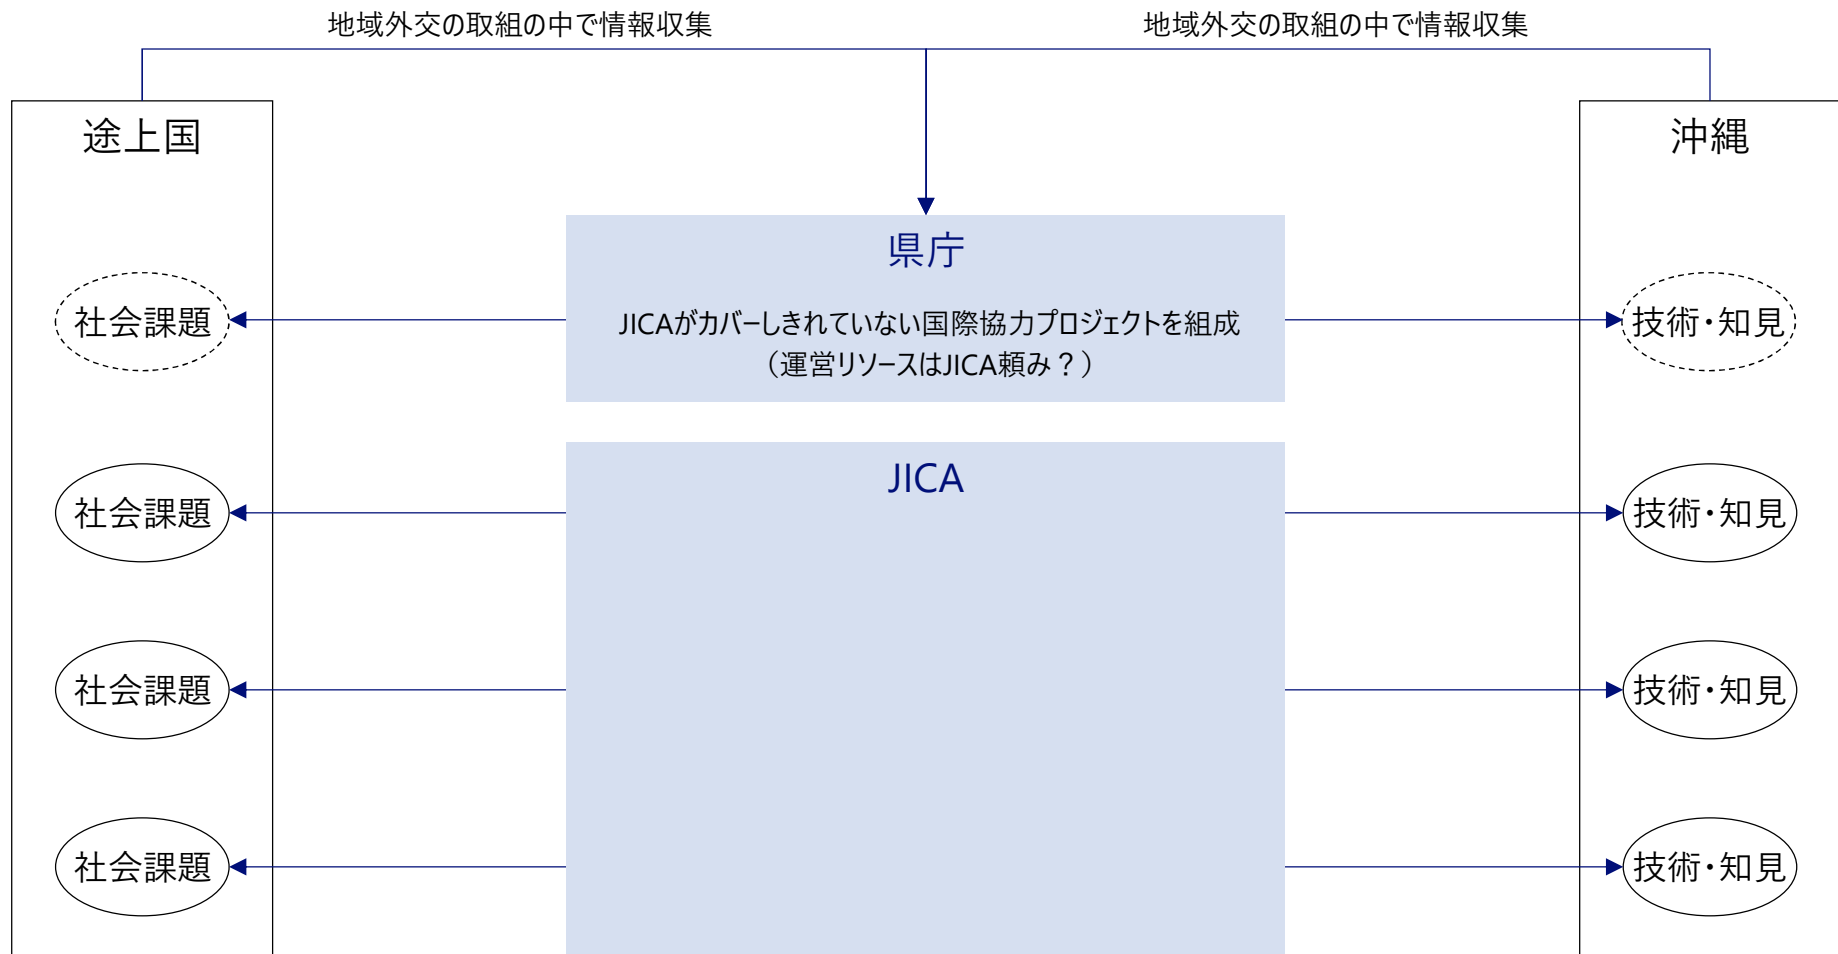 地域外交の取組の中で情報収集
地域外交の取組の中で情報収集
途上国
沖縄
県庁
JICAがカバーしきれていない国際協力プロジェクトを組成
（運営リソースはJICA頼み？）
社会課題
技術・知見
JICA
社会課題
技術・知見
社会課題
技術・知見
社会課題
技術・知見